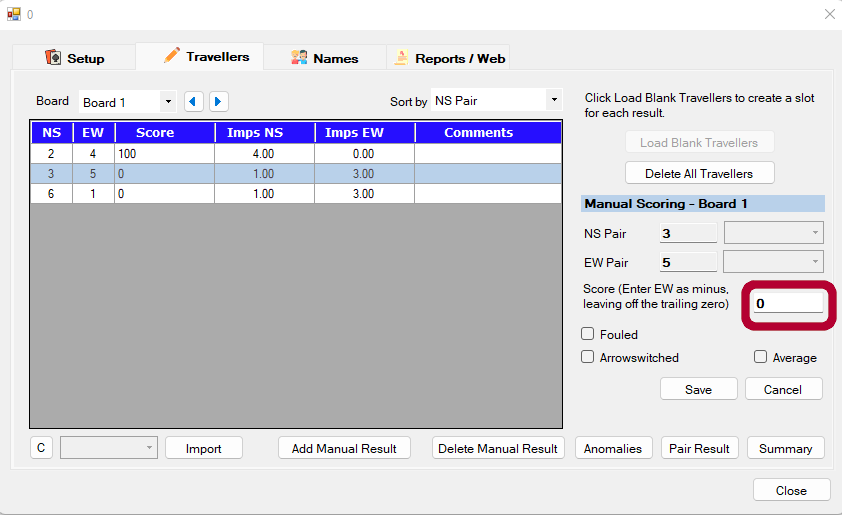 0
Setup
Travellers
Names
Reports / Web
Board
Board 1
Sort by
NS Pair
NS EW Score Imps NS Imps EW Comments
2 4 100 4.00 0.00
3 5 0 1.00 3.00
6 1 0 1.00 3.00
Click Load Blank Travellers to create a slot
for each result.
Load Blank Travellers
Delete All Travellers
Manual Scoring - Board 1
NS Pair 3
EW Pair 5
Score (Enter EW as minus,
leaving off the trailing zero)
0
Fouled
Arrowswitched
Average
Save
Cancel
C
Import
Add Manual Result
Delete Manual Result
Anomalies
Pair Result
Summary
Close